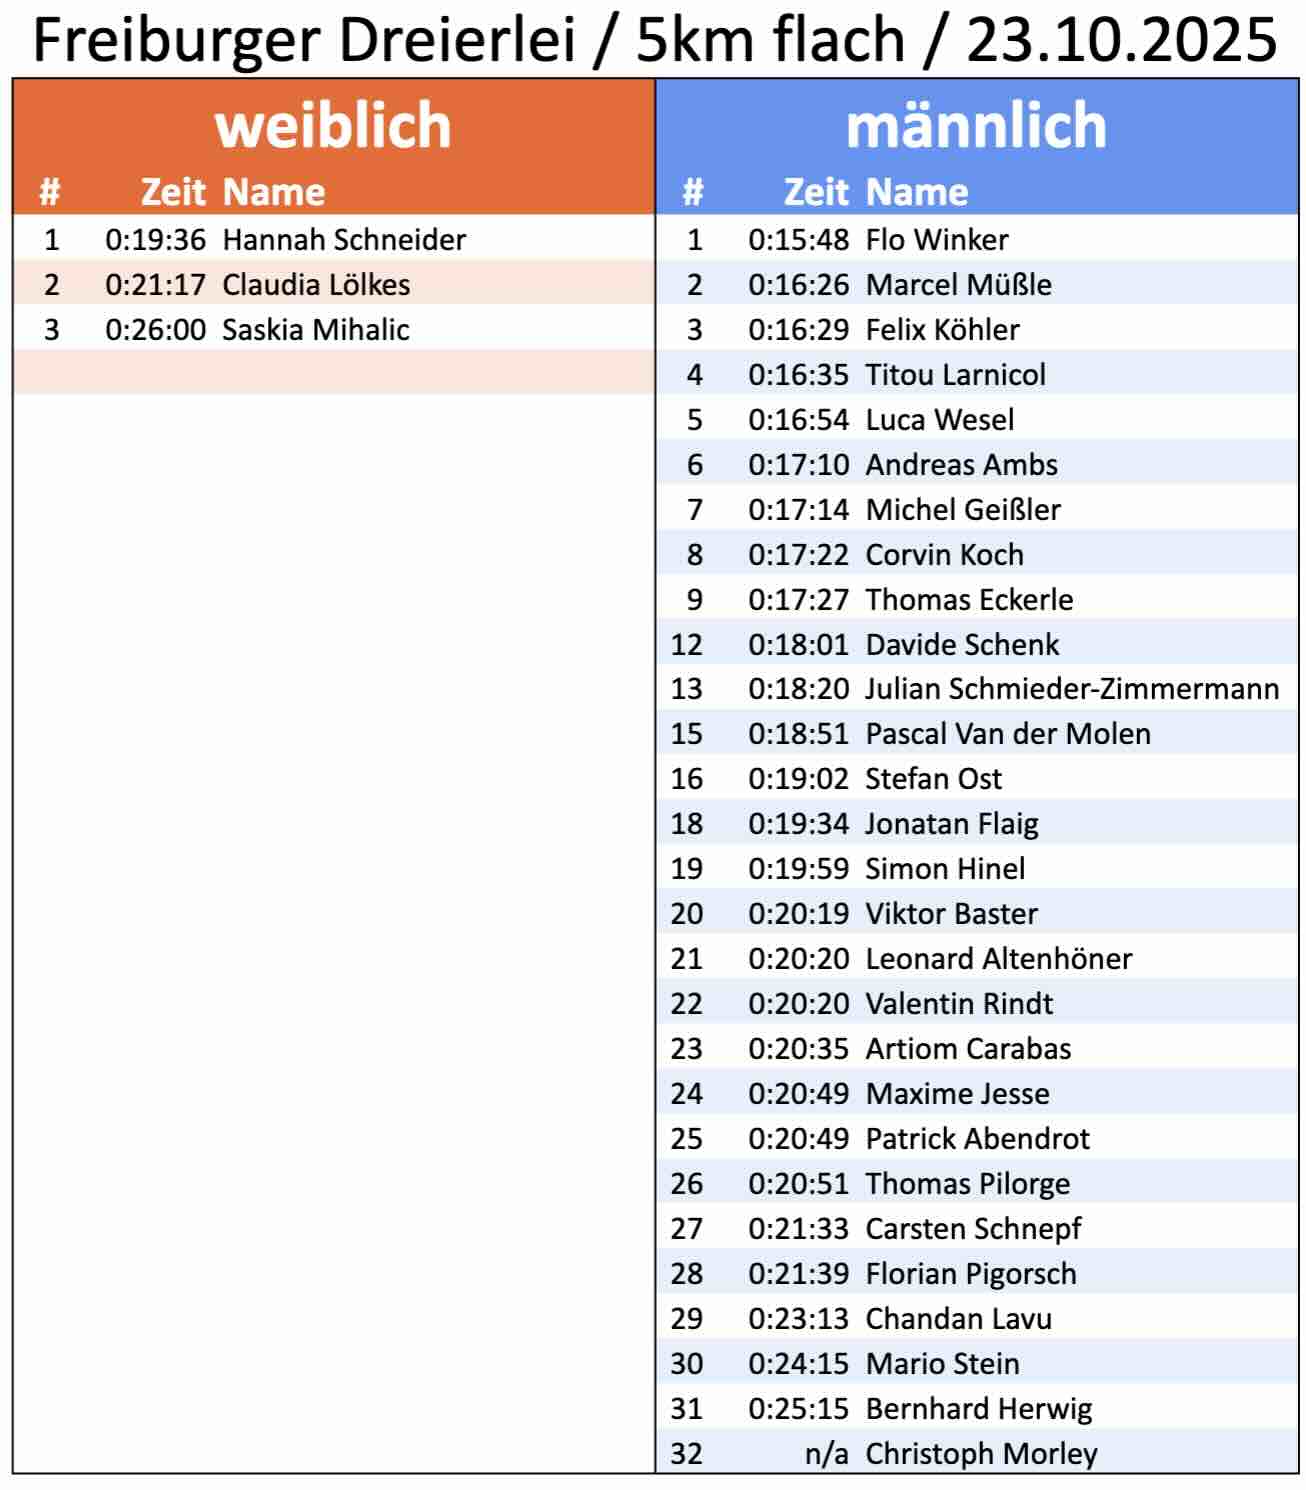 Freiburger Dreierlei / 5km flach / 23.10.2025
weiblich
# Zeit Name
1 0:19:36 Hannah Schneider
2 0:21:17 Claudia Lölkes
3 0:26:00 Saskia Mihalic
männlich
# Zeit Name
1 0:15:48 Flo Winker
2 0:16:26 Marcel Müßle
3 0:16:29 Felix Köhler
4 0:16:35 Titou Larnicol
5 0:16:54 Luca Wesel
6 0:17:10 Andreas Ambs
7 0:17:14 Michel Geißler
8 0:17:22 Corvin Koch
9 0:17:27 Thomas Eckerle
12 0:18:01 Davide Schenk
13 0:18:20 Julian Schmieder-Zimmermann
15 0:18:51 Pascal Van der Molen
16 0:19:02 Stefan Ost
18 0:19:34 Jonatan Flaig
19 0:19:59 Simon Hinel
20 0:20:19 Viktor Baster
21 0:20:20 Leonard Altenhöner
22 0:20:20 Valentin Rindt
23 0:20:35 Artiom Carabas
24 0:20:49 Maxime Jesse
25 0:20:49 Patrick Abendrot
26 0:20:51 Thomas Pilorge
27 0:21:33 Carsten Schnepf
28 0:21:39 Florian Pigorsch
29 0:23:13 Chandan Lavu
30 0:24:15 Mario Stein
31 0:25:15 Bernhard Herwig
32 n/a Christoph Morley